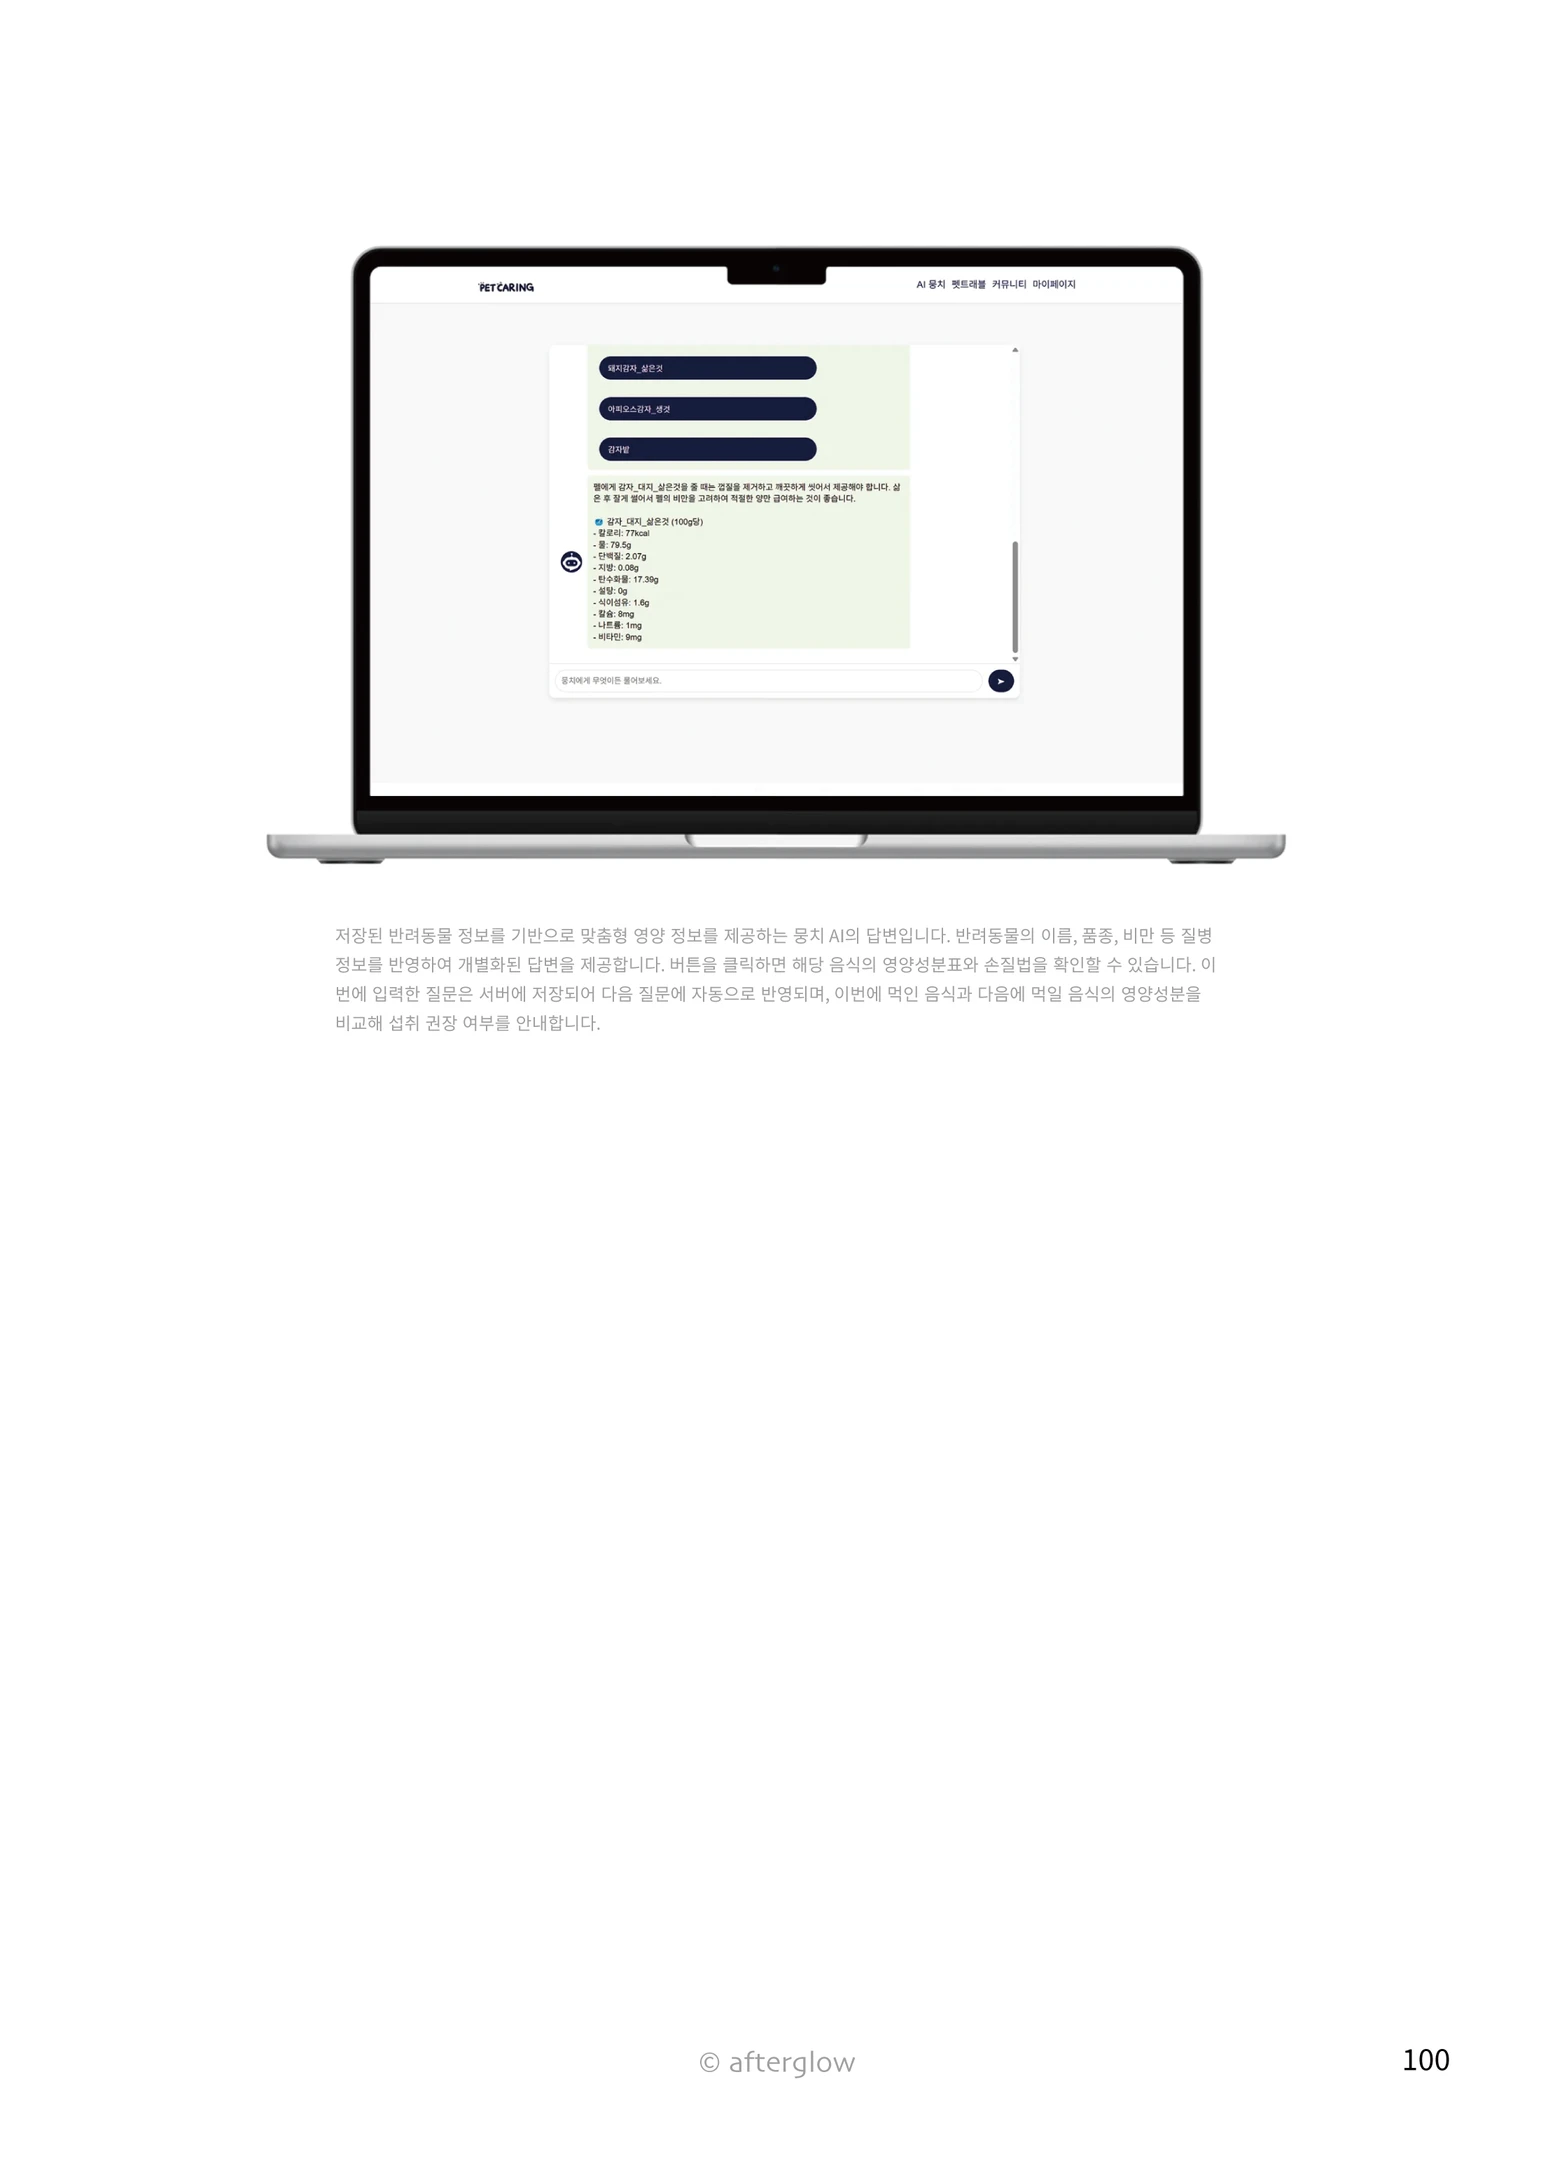 PET CARING
AI 뭉치 펫트래블 커뮤니티 마이페이지
돼지감자_삶은것
아피오스감자_생것
감자밥
펠에게 감자_대지_삶은것을 줄 때는 껍질을 제거하고 깨끗하게 씻어서 제공해야 합니다. 삶
은 후 잘게 썰어서 펠의 비만을 고려하여 적절한 양만 급여하는 것이 좋습니다.
감자_대지_삶은것 (100g당)
- 칼로리: 77kcal
- 물: 79.5g
- 단백질: 2.07g
- 지방: 0.08g
- 탄수화물: 17.39g
- 설탕: 0g
- 식이섬유: 1.6g
- 칼슘: 8mg
- 나트륨: 1mg
- 비타민: 9mg
뭉치에게 무엇이든 물어보세요.
저장된 반려동물 정보를 기반으로 맞춤형 영양 정보를 제공하는 뭉치 AI의 답변입니다. 반려동물의 이름, 품종, 비만 등 질병
정보를 반영하여 개별화된 답변을 제공합니다. 버튼을 클릭하면 해당 음식의 영양성분표와 손질법을 확인할 수 있습니다. 이
번에 입력한 질문은 서버에 저장되어 다음 질문에 자동으로 반영되며, 이번에 먹인 음식과 다음에 먹일 음식의 영양성분을
비교해 섭취 권장 여부를 안내합니다.
© afterglow
100